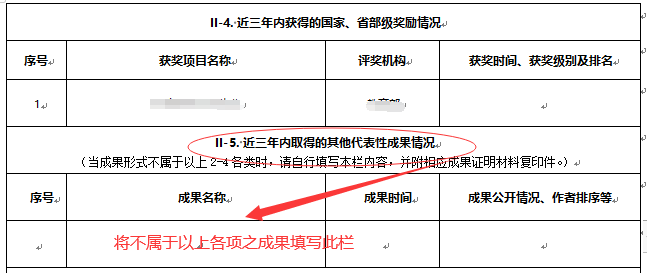 II-4. 近三年内获得的国家、省部级奖励情况
序号 获奖项目名称 评奖机构 获奖时间、获奖级别及排名
1
II-5. 近三年内取得的其他代表性成果情况
（当成果形式不属于以上2-4各类时，请自行填写本栏内容，并附相应成果证明材料复印件。）
序号 成果名称 成果时间 成果公开情况、作者排序等
将不属于以上各项之成果填写此栏